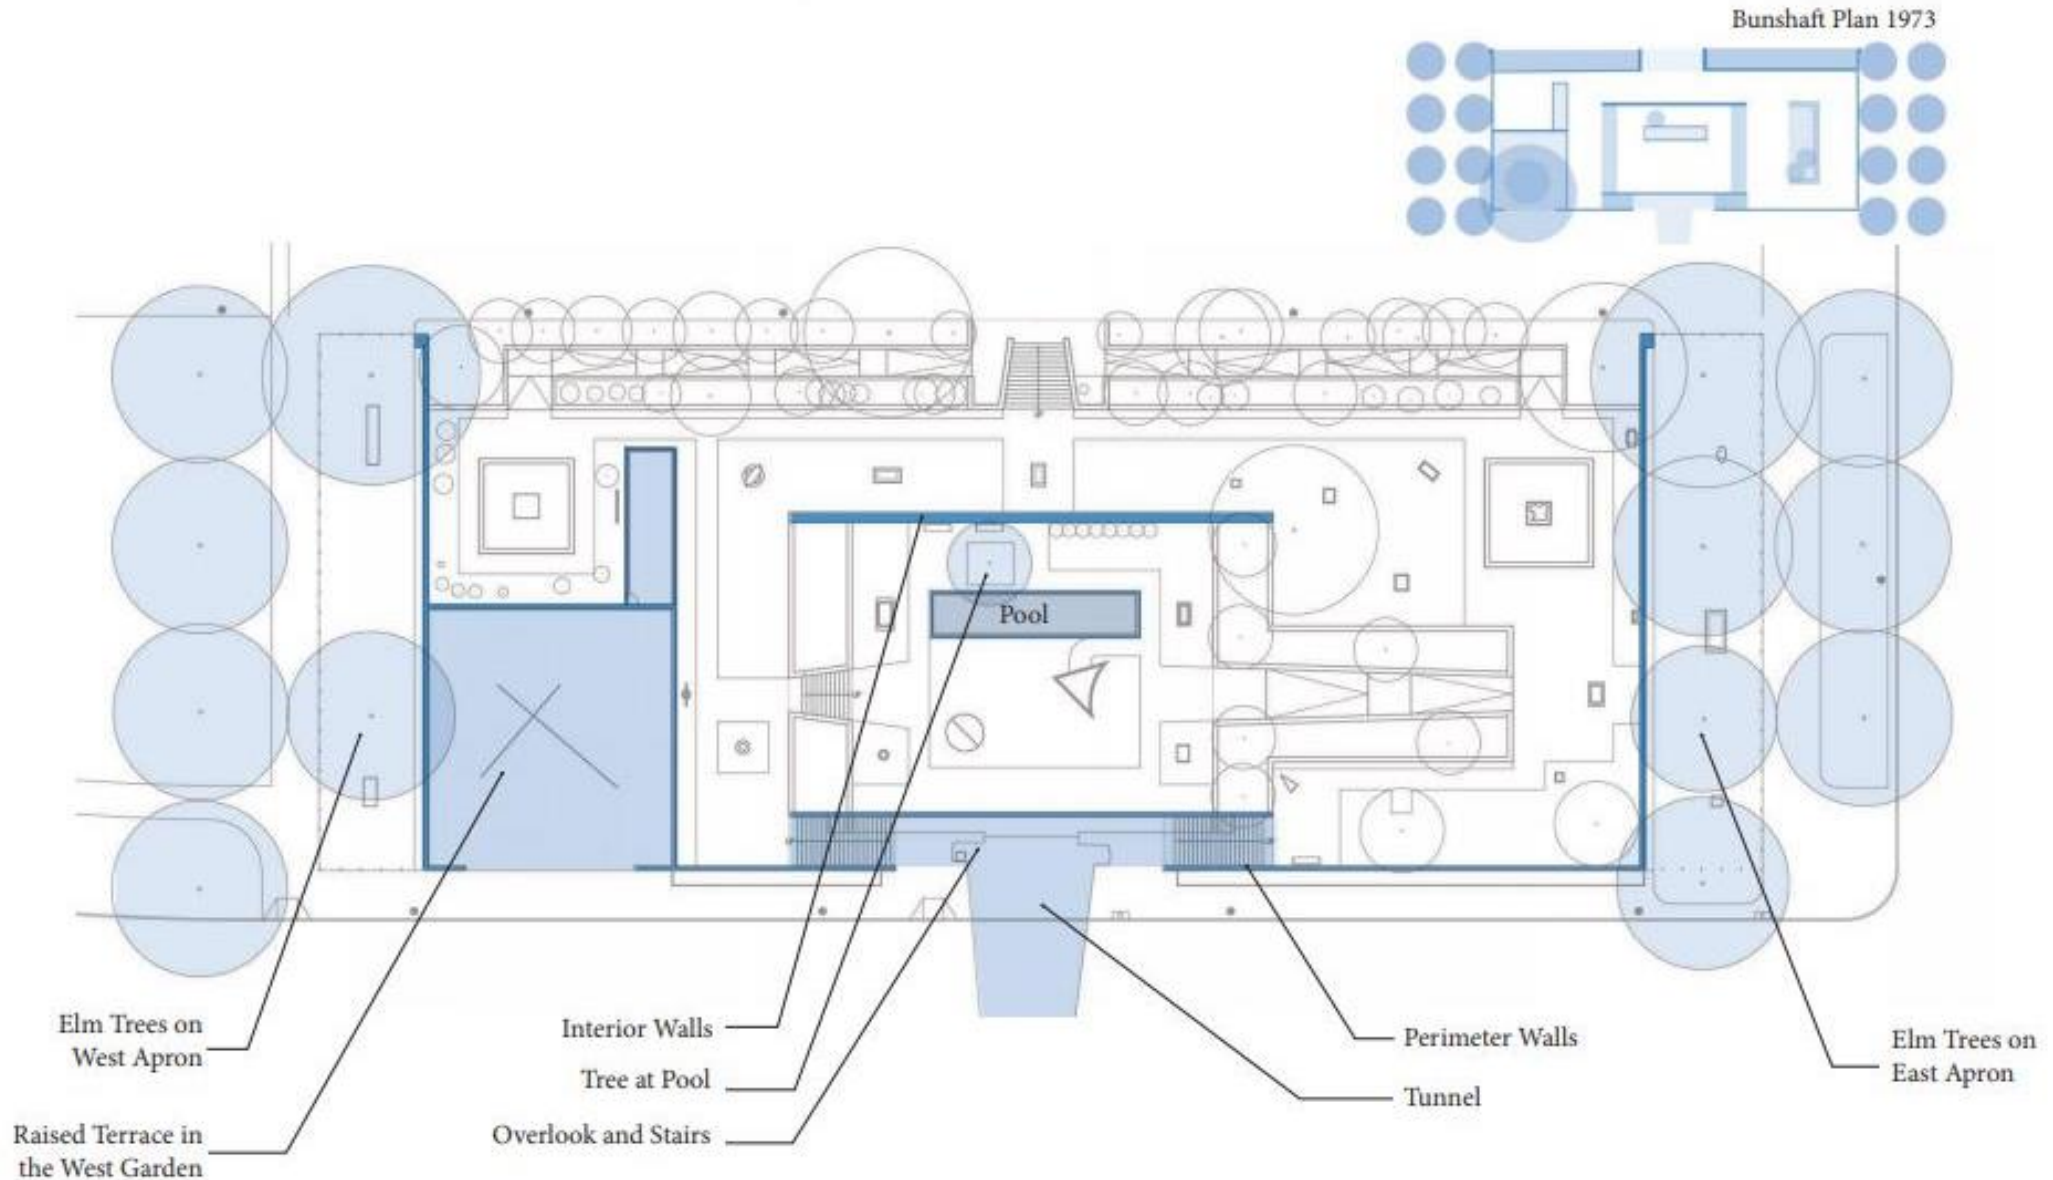 Bunshaft Plan 1973
Pool
Elm Trees on
West Apron
Raised Terrace in
the West Garden
Interior Walls
Tree at Pool
Overlook and Stairs
Perimeter Walls
Tunnel
Elm Trees on
East Apron